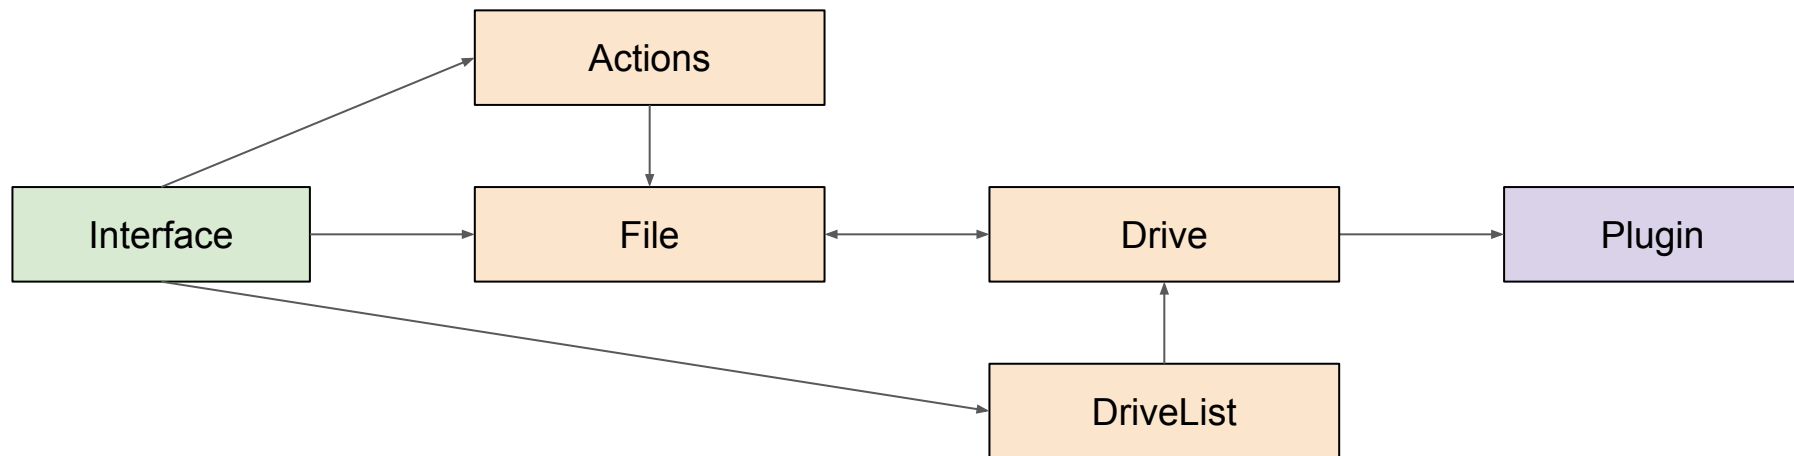 Actions
Interface
File
Drive
Plugin
DriveList